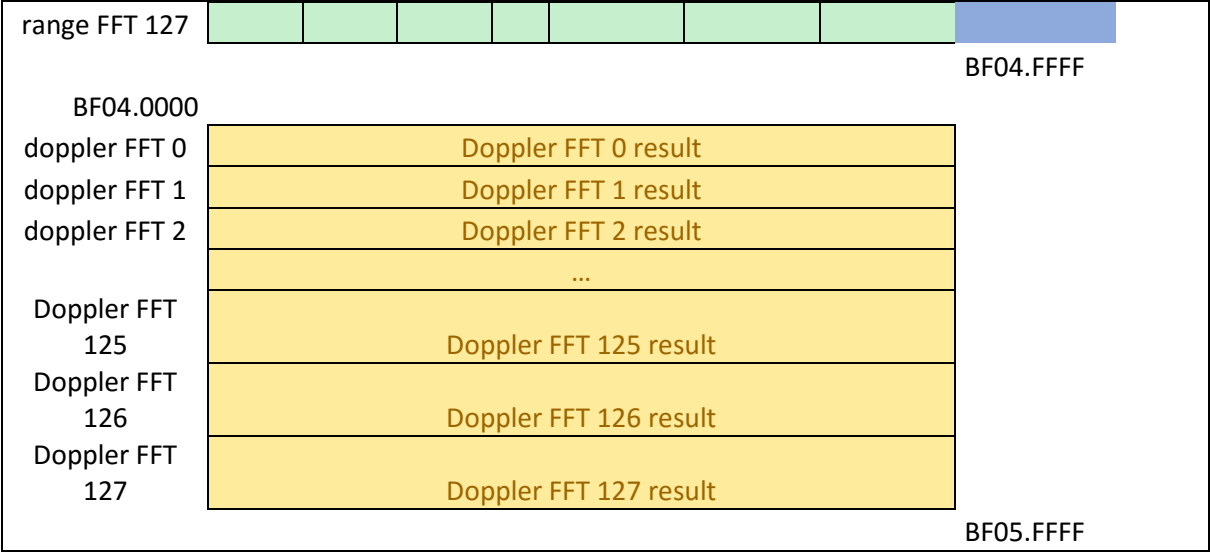 range FFT 127
BF04.FFFF
BF04.0000
doppler FFT 0 Doppler FFT 0 result
doppler FFT 1 Doppler FFT 1 result
doppler FFT 2 Doppler FFT 2 result
...
Doppler FFT
125 Doppler FFT 125 result
Doppler FFT
126 Doppler FFT 126 result
Doppler FFT
127 Doppler FFT 127 result
BF05.FFFF